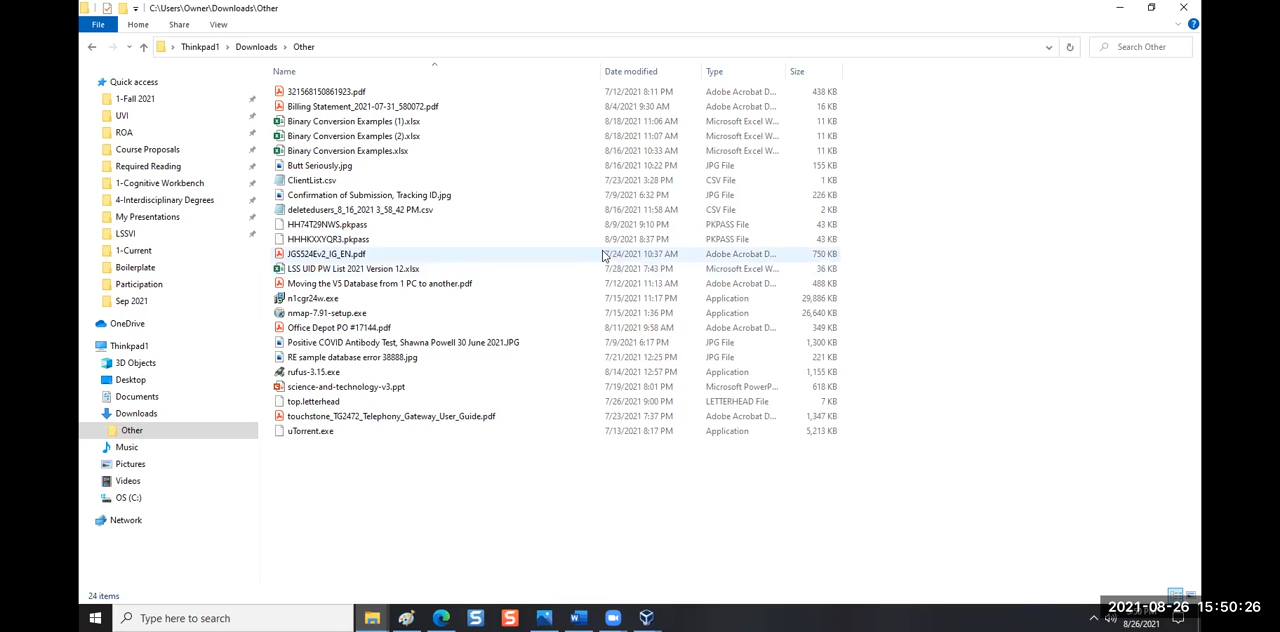 C:\Users\Owner\Downloads\Other
File Home Share View
Thinkpad1 Downloads Other Search Other
Name Date modified Type Size
Quick access
1-Fall 2021
UVI
ROA
Course Proposals
Required Reading
1-Cognitive Workbench
4-Interdisciplinary Degrees
My Presentations
LSSVI
1-Current
Boilerplate
Participation
Sep 2021
OneDrive
Thinkpad1
3D Objects
Desktop
Documents
Downloads
Other
Music
Pictures
Videos
OS (C:)
Network
321568150861923.pdf 7/12/2021 8:11 PM Adobe Acrobat D... 438 KB
Billing Statement_2021-07-31_580072.pdf 8/4/2021 9:30 AM Adobe Acrobat D... 16 KB
Binary Conversion Examples (1).xlsx 8/18/2021 11:06 AM Microsoft Excel W... 11 KB
Binary Conversion Examples (2).xlsx 8/18/2021 11:07 AM Microsoft Excel W... 11 KB
Binary Conversion Examples.xlsx 8/16/2021 10:33 AM Microsoft Excel W... 11 KB
Butt Seriously.jpg 8/16/2021 10:22 PM JPG File 155 KB
ClientList.csv 7/23/2021 3:28 PM CSV File 1 KB
Confirmation of Submission, Tracking ID.jpg 7/9/2021 6:32 PM JPG File 226 KB
deletedusers_8_16_2021 3_58_42 PM.csv 8/16/2021 11:58 AM CSV File 2 KB
HH74T29NWS.pkpass 8/9/2021 9:10 PM PKPASS File 43 KB
HHHKXXYQR3.pkpass 8/9/2021 8:37 PM PKPASS File 43 KB
JGS524Ev2_IG_EN.pdf 7/24/2021 10:37 AM Adobe Acrobat D... 750 KB
LSS UID PW List 2021 Version 12.xlsx 7/28/2021 7:43 PM Microsoft Excel W... 36 KB
Moving the V5 Database from 1 PC to another.pdf 7/12/2021 11:13 AM Adobe Acrobat D... 488 KB
n1cgr24w.exe 7/15/2021 11:17 PM Application 29,886 KB
nmap-7.91-setup.exe 7/15/2021 1:36 PM Application 26,640 KB
Office Depot PO #17144.pdf 8/11/2021 9:58 AM Adobe Acrobat D... 349 KB
Positive COVID Antibody Test, Shawna Powell 30 June 2021.JPG 7/9/2021 6:17 PM JPG File 1,300 KB
RE sample database error 38888.jpg 7/21/2021 12:25 PM JPG File 221 KB
rufus-3.15.exe 8/14/2021 12:57 PM Application 1,155 KB
science-and-technology-v3.ppt 7/19/2021 8:01 PM Microsoft PowerP... 618 KB
top.letterhead 7/26/2021 9:00 PM LETTERHEAD File 7 KB
touchstone_TG2472_Telephony_Gateway_User_Guide.pdf 7/23/2021 7:37 PM Adobe Acrobat D... 1,347 KB
uTorrent.exe 7/13/2021 8:17 PM Application 5,213 KB
24 items
Type here to search
2021-08-26 15:50:26
8/26/2021